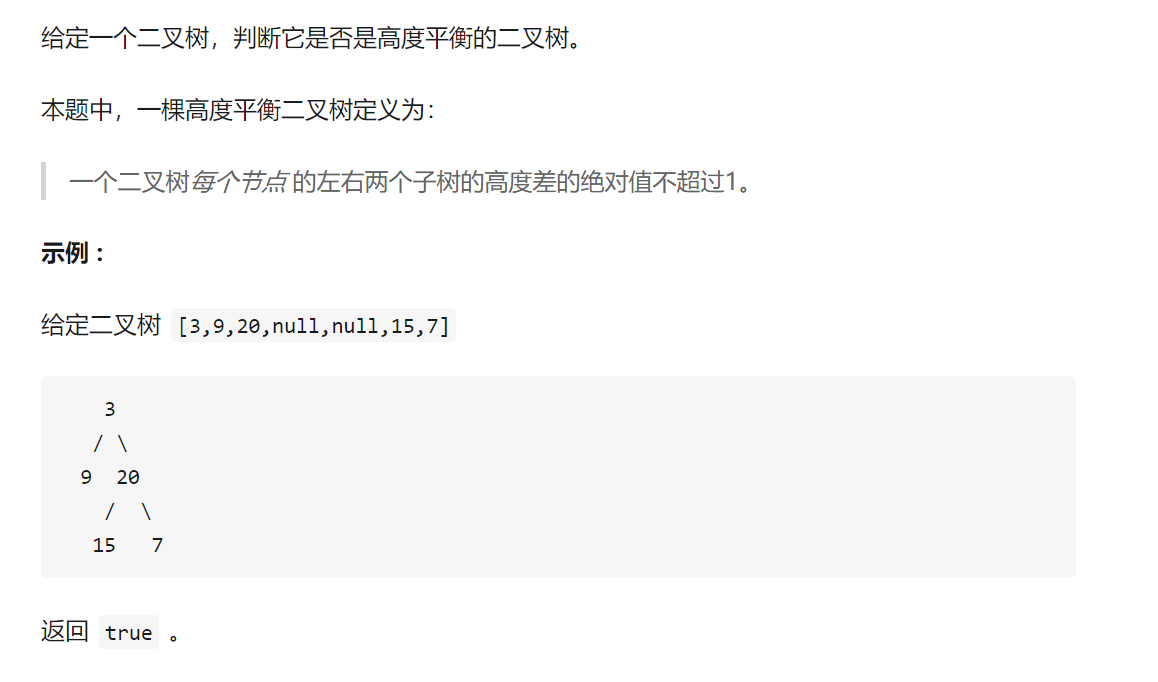 给定一个二叉树，判断它是否是高度平衡的二叉树。
本题中，一棵高度平衡二叉树定义为：
一个二叉树每个节点 的左右两个子树的高度差的绝对值不超过1。
示例：
给定二叉树 [3,9,20,null,null,15,7]
3
/ \
9  20
/  \
15   7
返回 true 。